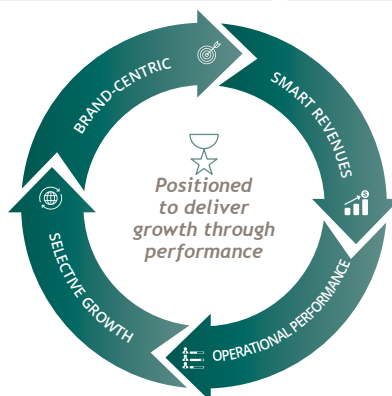 BRAND-CENTRIC
SMART REVENUES
Positioned
to deliver
growth through
performance
SELECTIVE GROWTH
OPERATIONAL PERFORMANCE
$